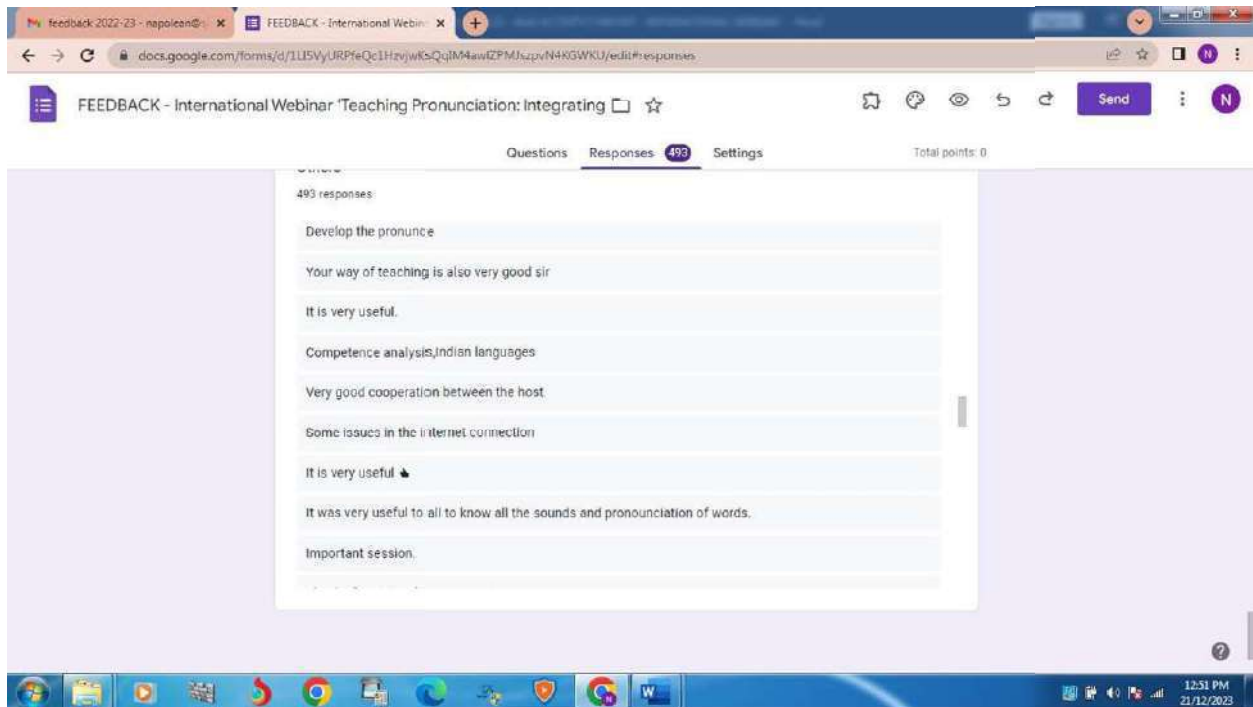 feedback 2022-23 - napolean@
FEEDBACK - International Webin
docs.google.com/forms/d/
FEEDBACK - International Webinar 'Teaching Pronunciation: Integrating
Send
N
Questions Responses 493 Settings
Total points: 0
Others
493 responses
Develop the pronunce
Your way of teaching is also very good sir
It is very useful.
Competence analysis,Indian languages
Very good cooperation between the host
Some issues in the internet connection
It is very useful
It was very useful to all to know all the sounds and pronounciation of words.
Important session.
12:51 PM
21/12/2023